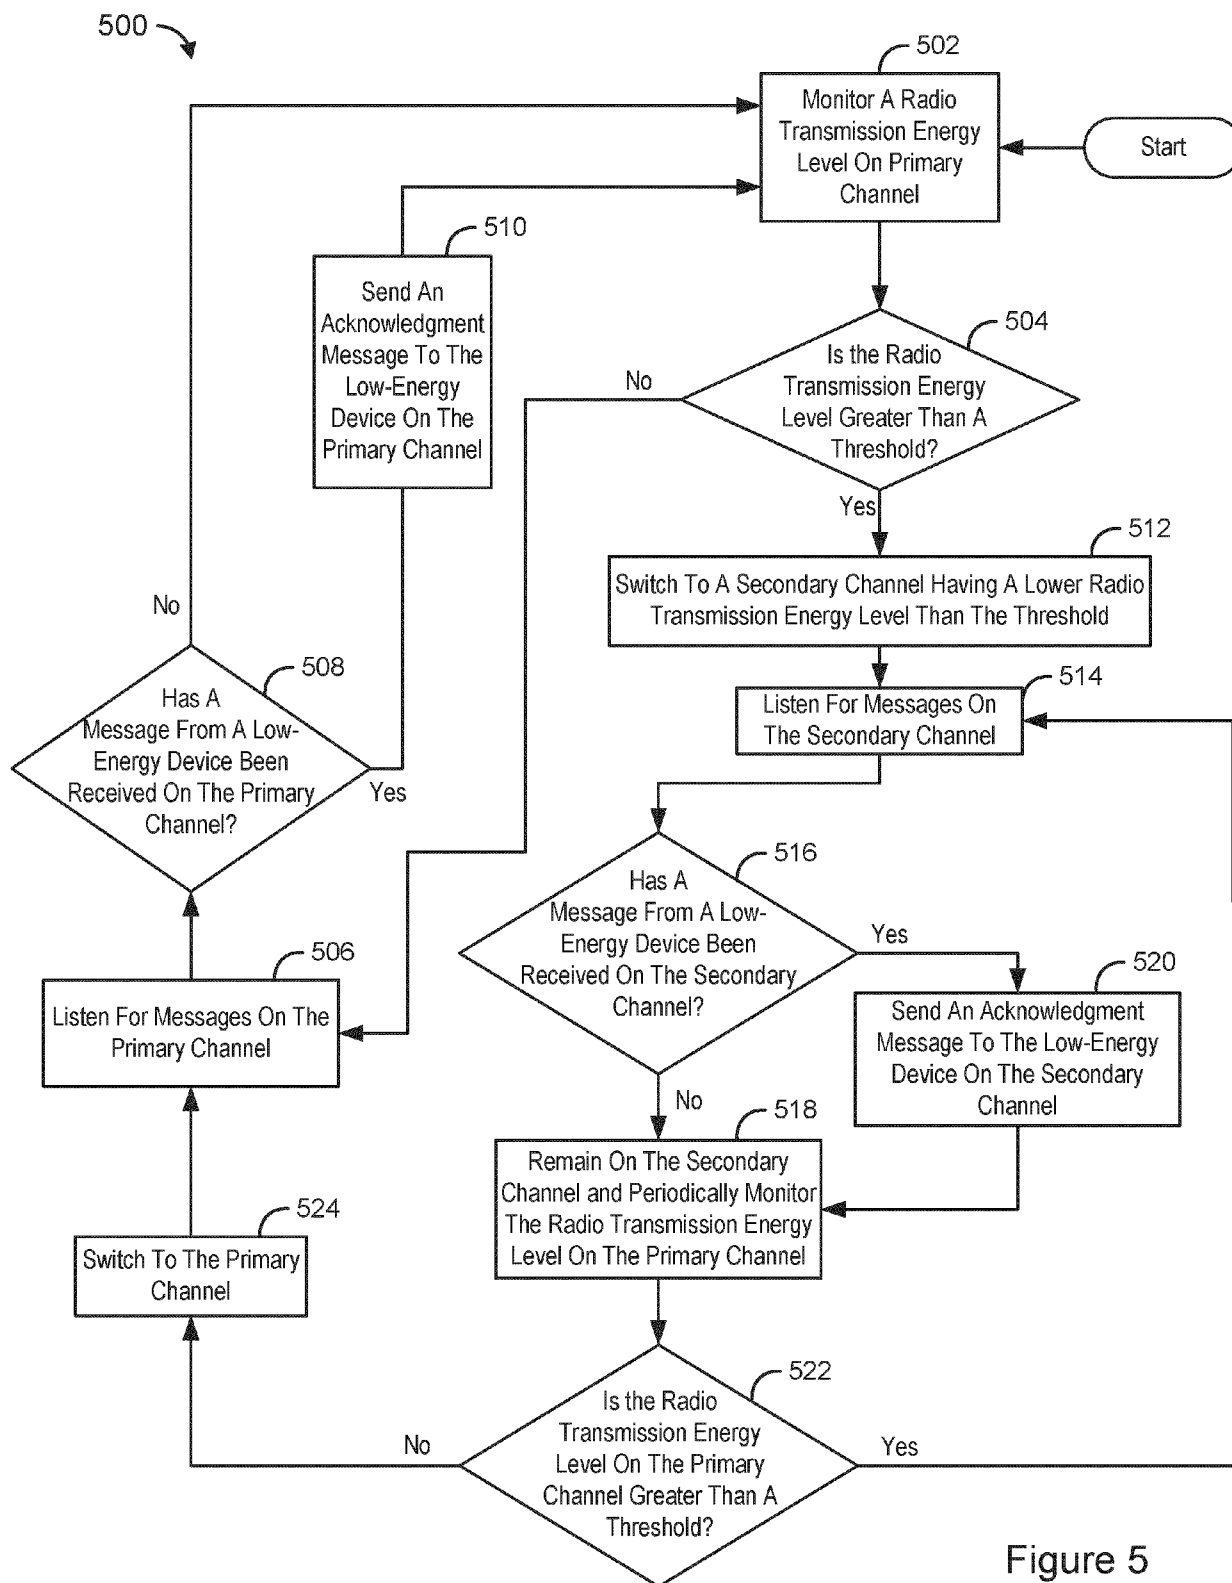 500
502
Monitor A Radio
Transmission Energy
Level On Primary
Channel
Start
510
Send An
Acknowledgment
Message To The
Low-Energy
Device On The
Primary Channel
504
Is the Radio
Transmission Energy
Level Greater Than A
Threshold?
No
Yes
512
Switch To A Secondary Channel Having A Lower Radio
Transmission Energy Level Than The Threshold
No
508
Has A
Message From A Low-
Energy Device Been
Received On The Primary
Channel?
Yes
514
Listen For Messages On
The Secondary Channel
516
Has A
Message From A Low-
Energy Device Been
Received On The Secondary
Channel?
Yes
No
506
Listen For Messages On The
Primary Channel
520
Send An Acknowledgment
Message To The Low-Energy
Device On The Secondary
Channel
518
Remain On The Secondary
Channel and Periodically Monitor
The Radio Transmission Energy
Level On The Primary Channel
524
Switch To The Primary
Channel
522
Is the Radio
Transmission Energy
Level On The Primary
Channel Greater Than A
Threshold?
No
Yes
Figure 5